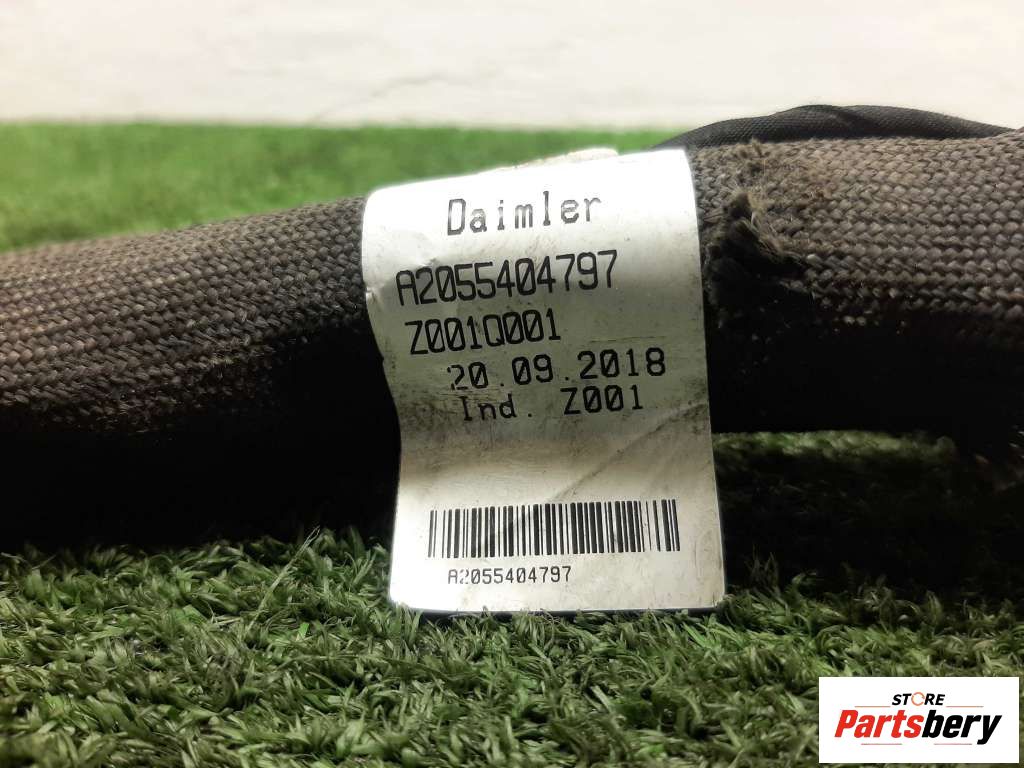 Daimler
A2055404797
Z001Q001
20.09.2018
Ind. Z001
A2055404797
STORE
Partsbery